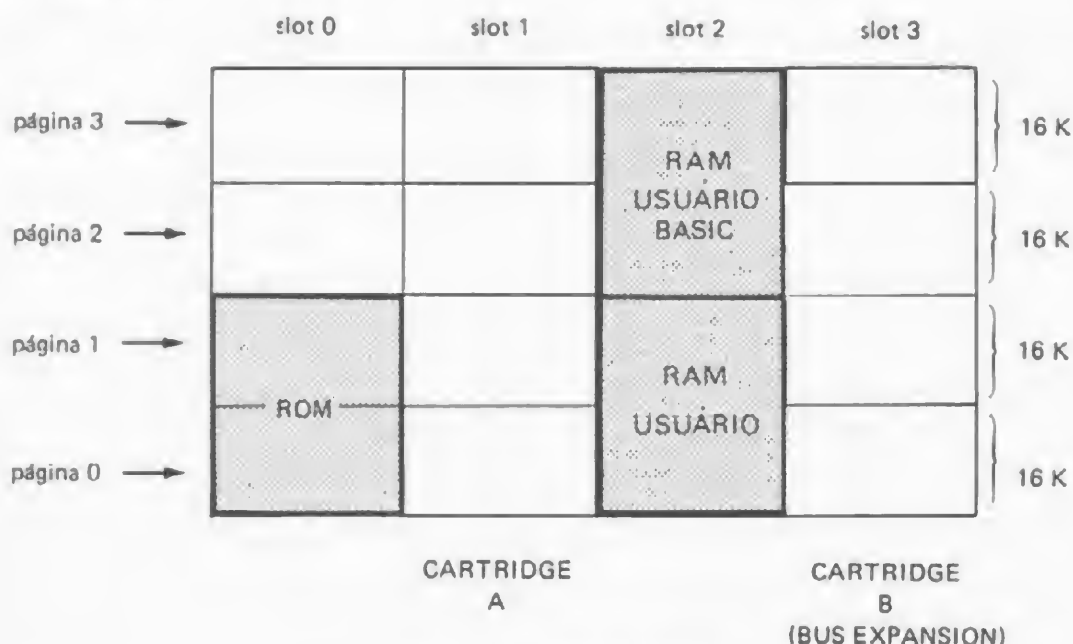 slot 0 slot 1 slot 2 slot 3
página 3
16 K
RAM
USUÁRIO
BASIC
página 2
16 K
página 1
16 K
RAM
USUÁRIO
ROM
página 0
16 K
CARTRIDGE
A
CARTRIDGE
B
(BUS EXPANSION)